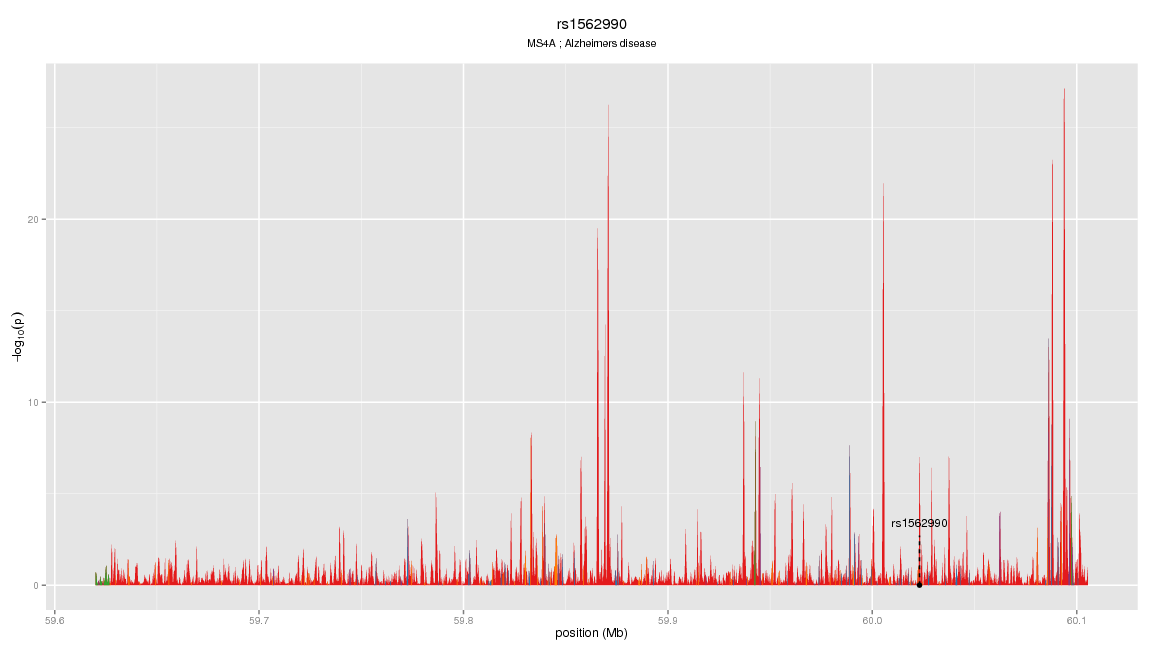 rs1562990
MS4A ; Alzheimers disease
−log10(p)
20
10
0
rs1562990
59.6 59.7 59.8 59.9 60.0 60.1
position (Mb)